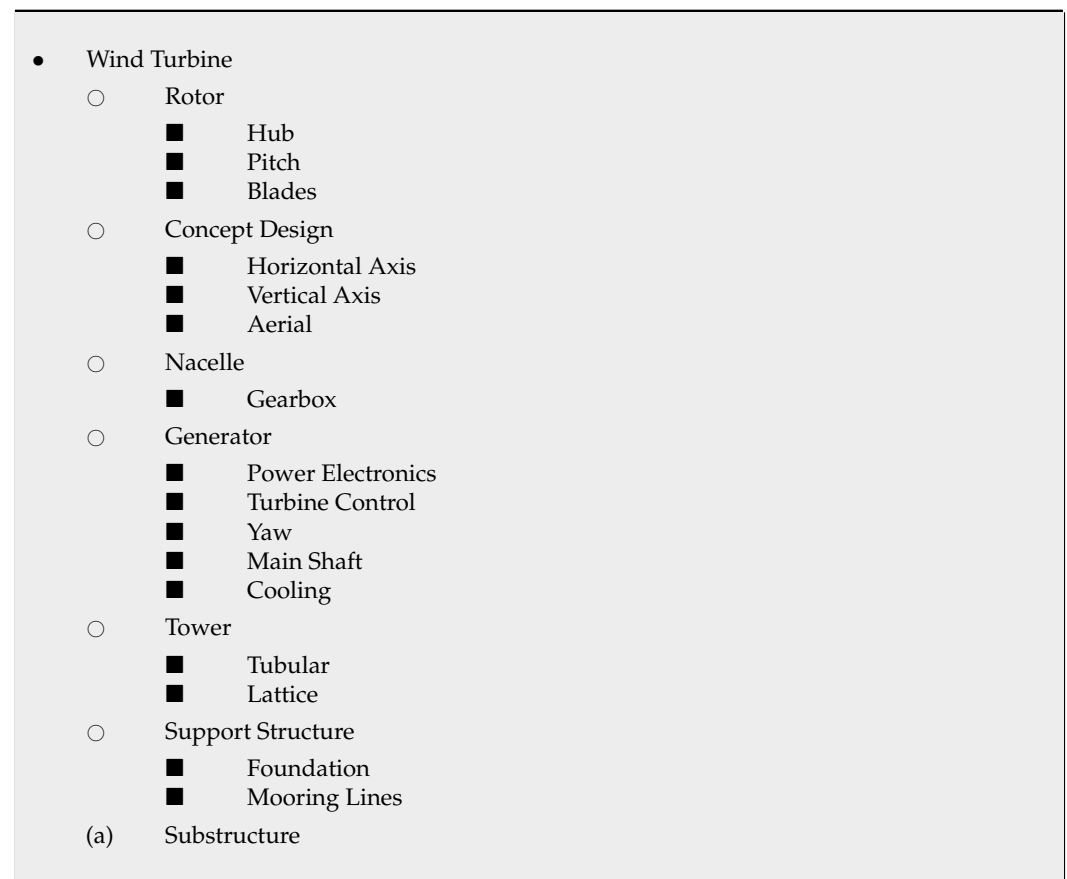 • Wind Turbine
○ Rotor
■ Hub
■ Pitch
■ Blades
○ Concept Design
■ Horizontal Axis
■ Vertical Axis
■ Aerial
○ Nacelle
■ Gearbox
○ Generator
■ Power Electronics
■ Turbine Control
■ Yaw
■ Main Shaft
■ Cooling
○ Tower
■ Tubular
■ Lattice
○ Support Structure
■ Foundation
■ Mooring Lines
(a) Substructure